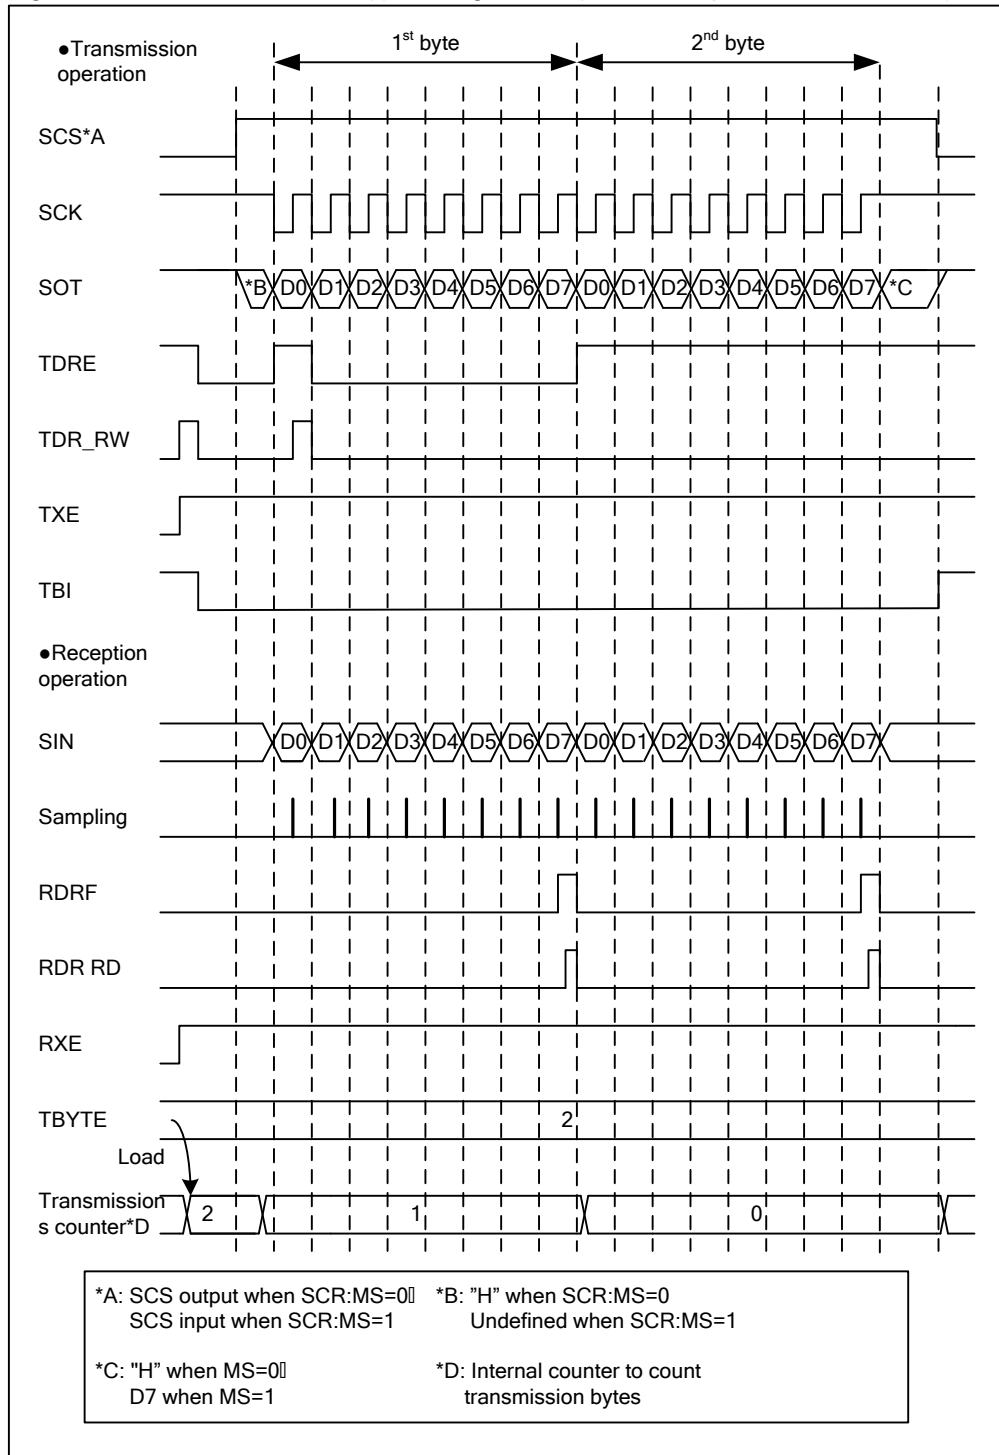 ●Transmission
operation
1st byte
2nd byte
SCS*A
SCK
SOT
*B D0 D1 D2 D3 D4 D5 D6 D7 D0 D1 D2 D3 D4 D5 D6 D7 *C
TDRE
TDR_RW
TXE
TBI
●Reception
operation
SIN
D0 D1 D2 D3 D4 D5 D6 D7 D0 D1 D2 D3 D4 D5 D6 D7
Sampling
RDRF
RDR RD
RXE
TBYTE
2
Load
Transmission
s counter*D
2 1 0
*A: SCS output when SCR:MS=0
SCS input when SCR:MS=1
*B: ”H” when SCR:MS=0
Undefined when SCR:MS=1
*C: "H” when MS=0
D7 when MS=1
*D: Internal counter to count
transmission bytes